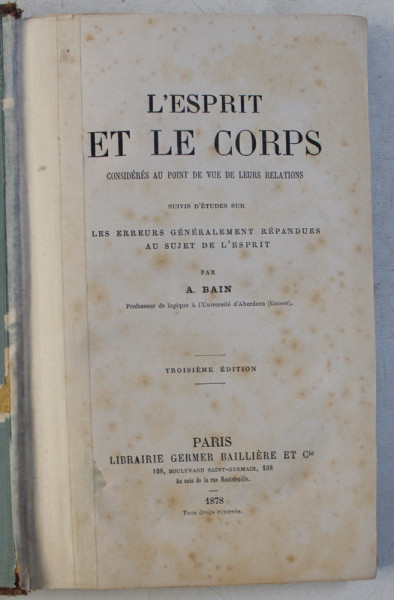 L'ESPRIT
ET LE CORPS
CONSIDÉRÉS AU POINT DE VUE DE LEURS RELATIONS
SUIVIS D'ÉTUDES SUR
LES ERREURS GÉNÉRALEMENT RÉPANDUES
AU SUJET DE L'ESPRIT
PAR
A. BAIN
Professeur de logique à l'Université d'Aberdeen (Ecosse).
TROISIÈME ÉDITION
PARIS
LIBRAIRIE GERMER BAILLIÈRE ET Cie
108, BOULEVARD SAINT-GERMAIN, 108
Au coin de la rue Hautefeuille.
1878
Tous droits réservés.